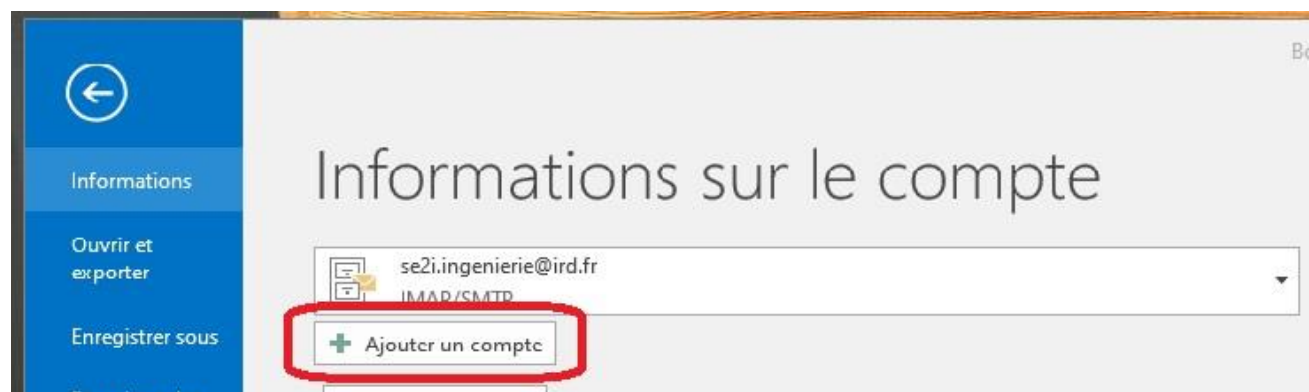 Informations
Ouvrir et
exporter
Enregistrer sous
Informations sur le compte
se2i.ingenierie@ird.fr
IMAP/SMTP
Ajouter un compte